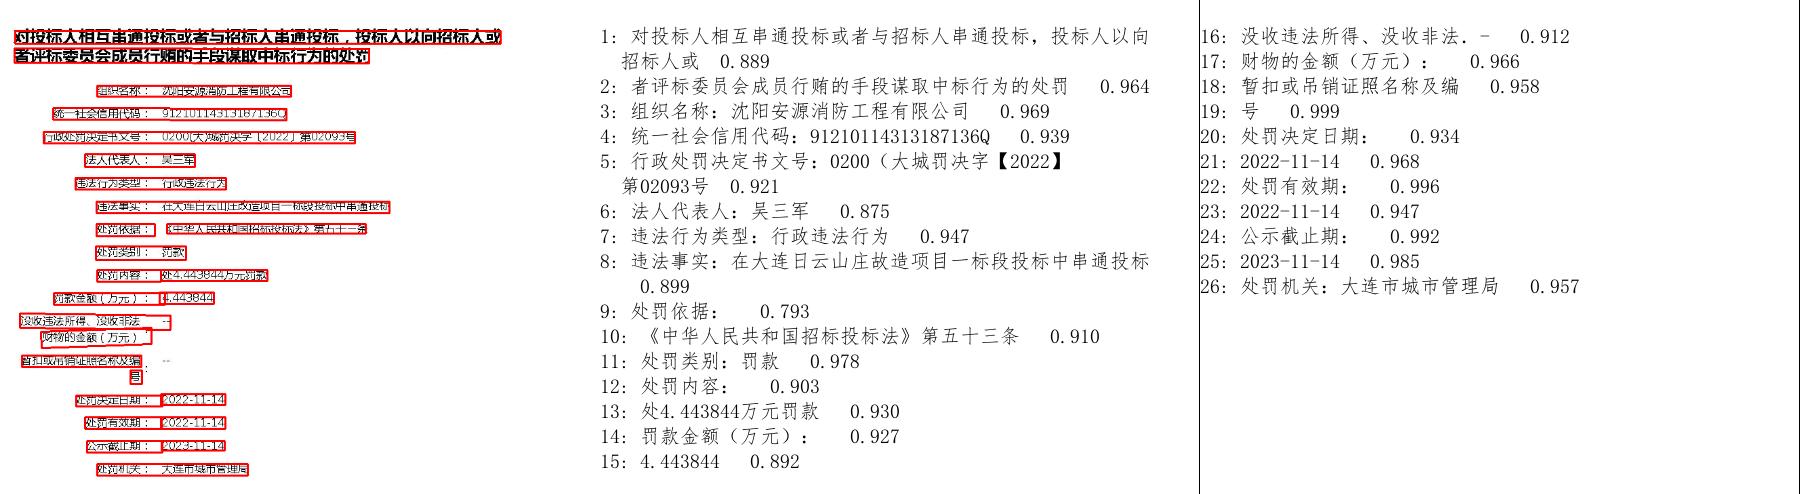 对投标人相互串通投标或者与招标人串通投标，投标人以向招标人或
者评标委员会成员行贿的手段谋取中标行为的处罚
组织名称： 沈阳安源消防工程有限公司
统一社会信用代码： 91210114313187136Q
行政处罚决定书文号： 0200(大)城罚决字〔2022〕第02093号
法人代表人： 吴三军
违法行为类型： 行政违法行为
违法事实： 在大连白云山庄改造项目一标段投标中串通投标
处罚依据： 《中华人民共和国招标投标法》第五十三条
处罚类别： 罚款
处罚内容： 处4.443844万元罚款
罚款金额（万元）： 4.443844
没收违法所得、没收非法 --
财物的金额（万元）：
暂扣或吊销证照名称及编 --
号：
处罚决定日期： 2022-11-14
处罚有效期： 2022-11-14
公示截止期： 2023-11-14
处罚机关： 大连市城市管理局
1: 对投标人相互串通投标或者与招标人串通投标，投标人以向
招标人或 0.889
2: 者评标委员会成员行贿的手段谋取中标行为的处罚 0.964
3: 组织名称：沈阳安源消防工程有限公司 0.969
4: 统一社会信用代码：91210114313187136Q 0.939
5: 行政处罚决定书文号：0200（大城罚决字【2022】
第02093号 0.921
6: 法人代表人：吴三军 0.875
7: 违法行为类型：行政违法行为 0.947
8: 违法事实：在大连日云山庄故造项目一标段投标中串通投标
0.899
9: 处罚依据： 0.793
10: 《中华人民共和国招标投标法》第五十三条 0.910
11: 处罚类别：罚款 0.978
12: 处罚内容： 0.903
13: 处4.443844万元罚款 0.930
14: 罚款金额（万元）： 0.927
15: 4.443844 0.892
16: 没收违法所得、没收非法．- 0.912
17: 财物的金额（万元）： 0.966
18: 暂扣或吊销证照名称及编 0.958
19: 号 0.999
20: 处罚决定日期： 0.934
21: 2022-11-14 0.968
22: 处罚有效期： 0.996
23: 2022-11-14 0.947
24: 公示截止期： 0.992
25: 2023-11-14 0.985
26: 处罚机关：大连市城市管理局 0.957